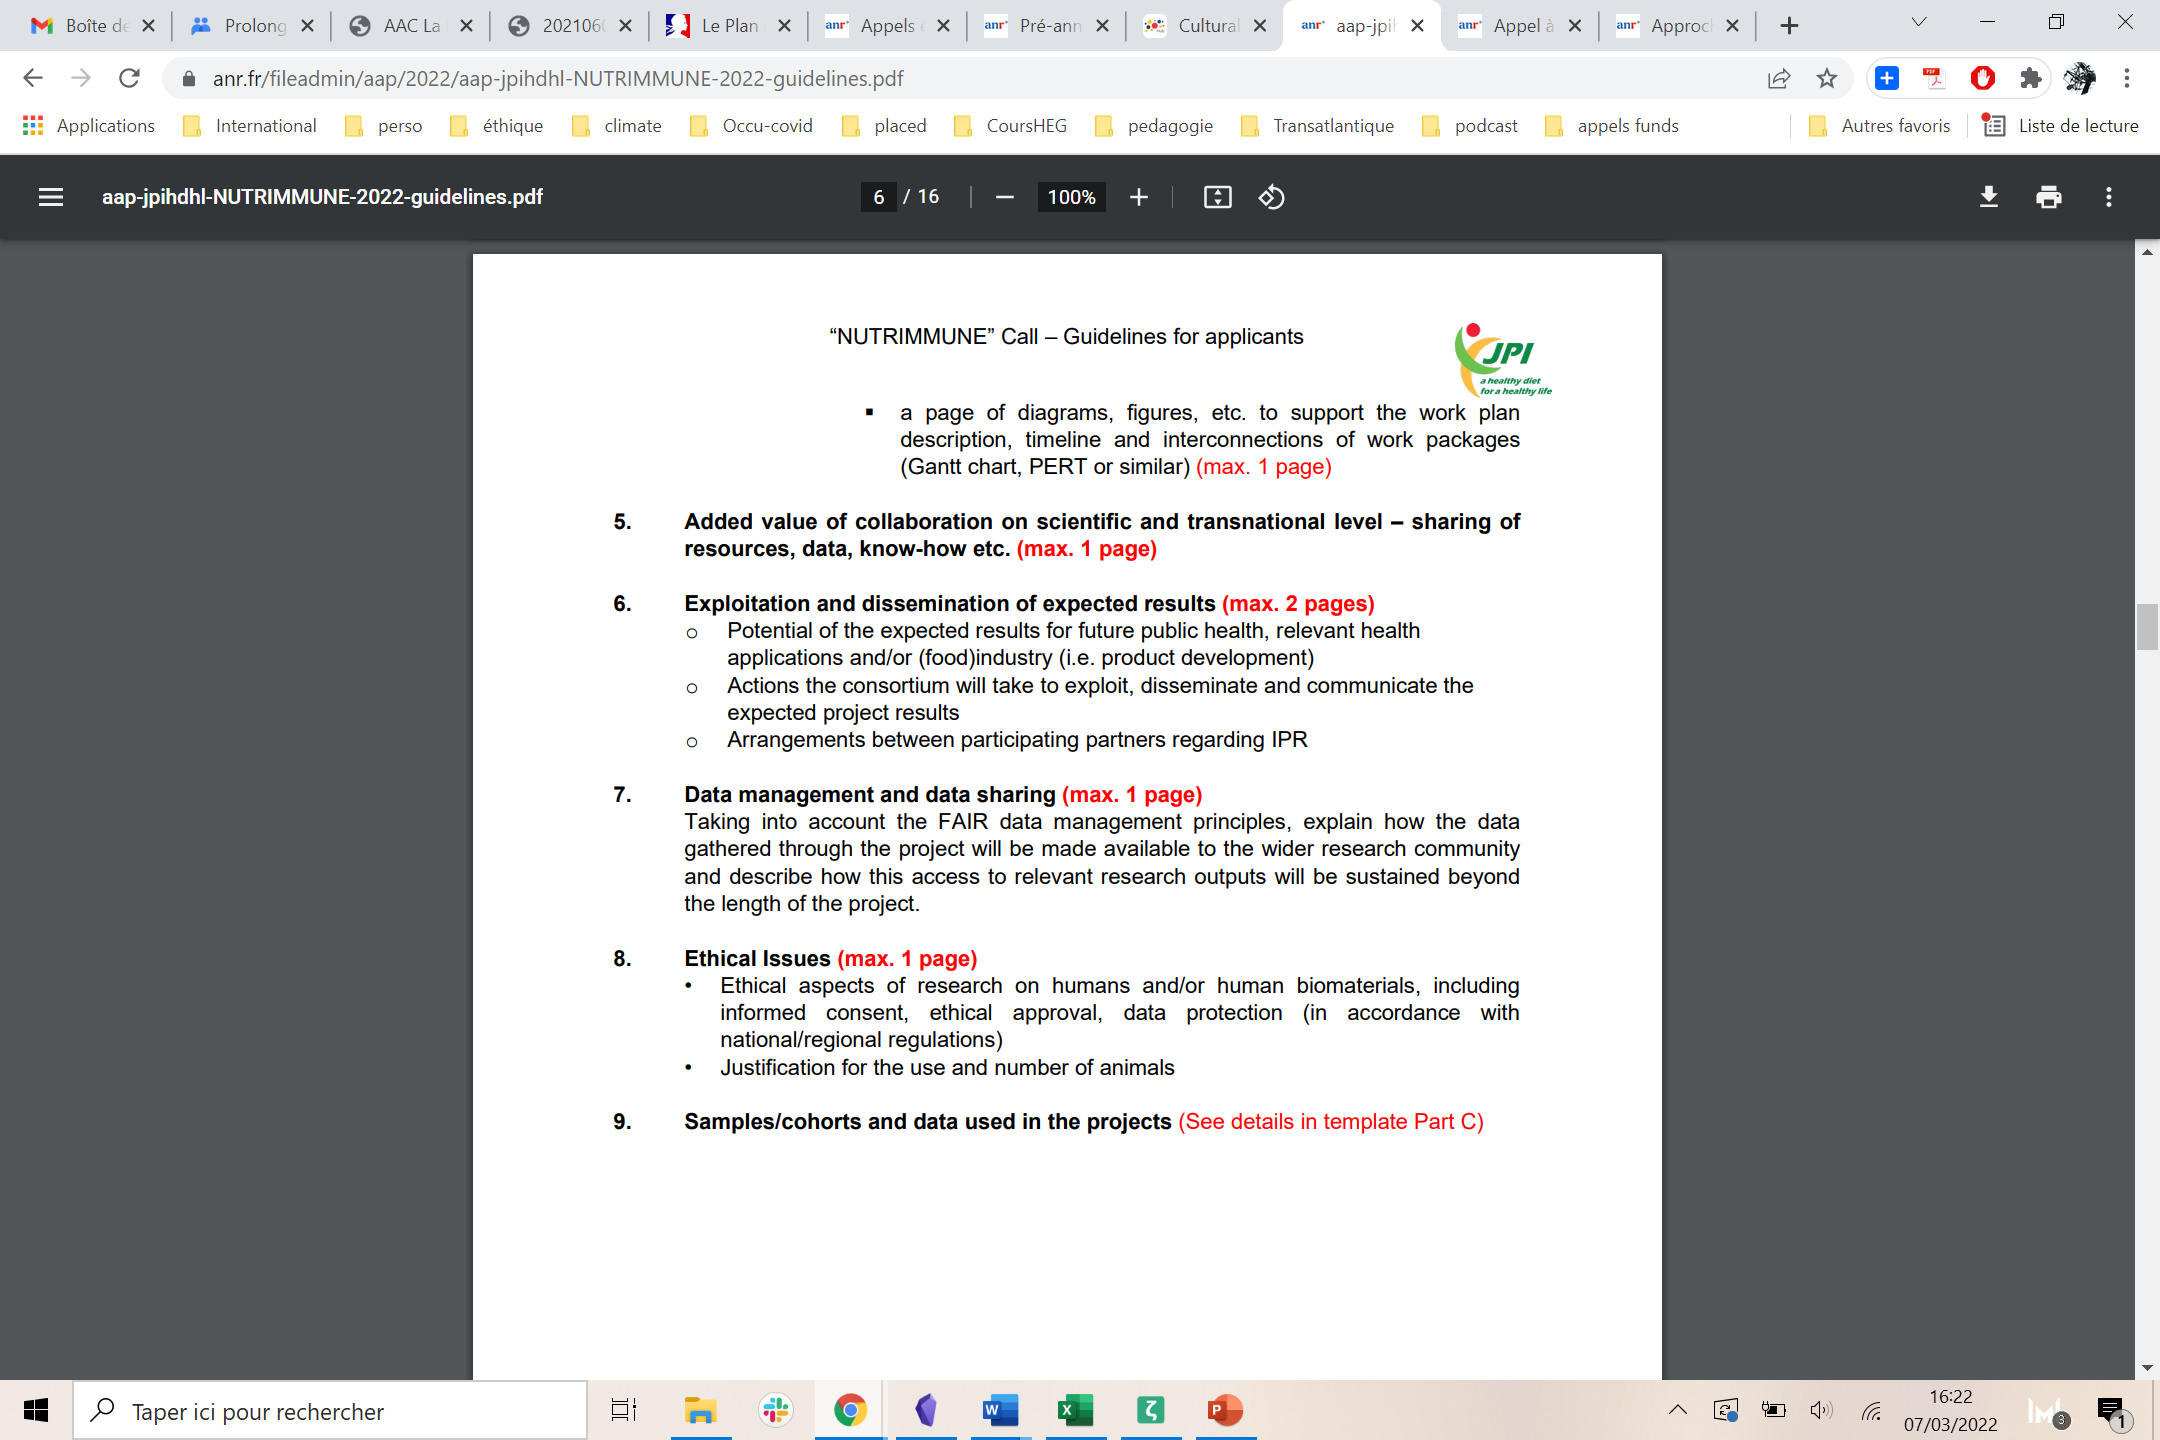 Boîte de
Prolong
AAC La
202106
Le Plan
anr Appels
anr Pré-ann
Cultural
anr aap-jpih
anr Appel à
anr Approc
anr.fr/fileadmin/aap/2022/aap-jpihdhl-NUTRIMMUNE-2022-guidelines.pdf
Applications International perso éthique climate Occu-covid placed CoursHEG pedagogie Transatlantique podcast appels funds Autres favoris Liste de lecture
aap-jpihdhl-NUTRIMMUNE-2022-guidelines.pdf 6 / 16 100%
“NUTRIMMUNE” Call – Guidelines for applicants
JPI
a healthy diet
for a healthy life
▪ a page of diagrams, figures, etc. to support the work plan
description, timeline and interconnections of work packages
(Gantt chart, PERT or similar) (max. 1 page)
5. Added value of collaboration on scientific and transnational level – sharing of
resources, data, know-how etc. (max. 1 page)
6. Exploitation and dissemination of expected results (max. 2 pages)
o Potential of the expected results for future public health, relevant health
applications and/or (food)industry (i.e. product development)
o Actions the consortium will take to exploit, disseminate and communicate the
expected project results
o Arrangements between participating partners regarding IPR
7. Data management and data sharing (max. 1 page)
Taking into account the FAIR data management principles, explain how the data
gathered through the project will be made available to the wider research community
and describe how this access to relevant research outputs will be sustained beyond
the length of the project.
8. Ethical Issues (max. 1 page)
• Ethical aspects of research on humans and/or human biomaterials, including
informed consent, ethical approval, data protection (in accordance with
national/regional regulations)
• Justification for the use and number of animals
9. Samples/cohorts and data used in the projects (See details in template Part C)
Taper ici pour rechercher
16:22
07/03/2022
3
1